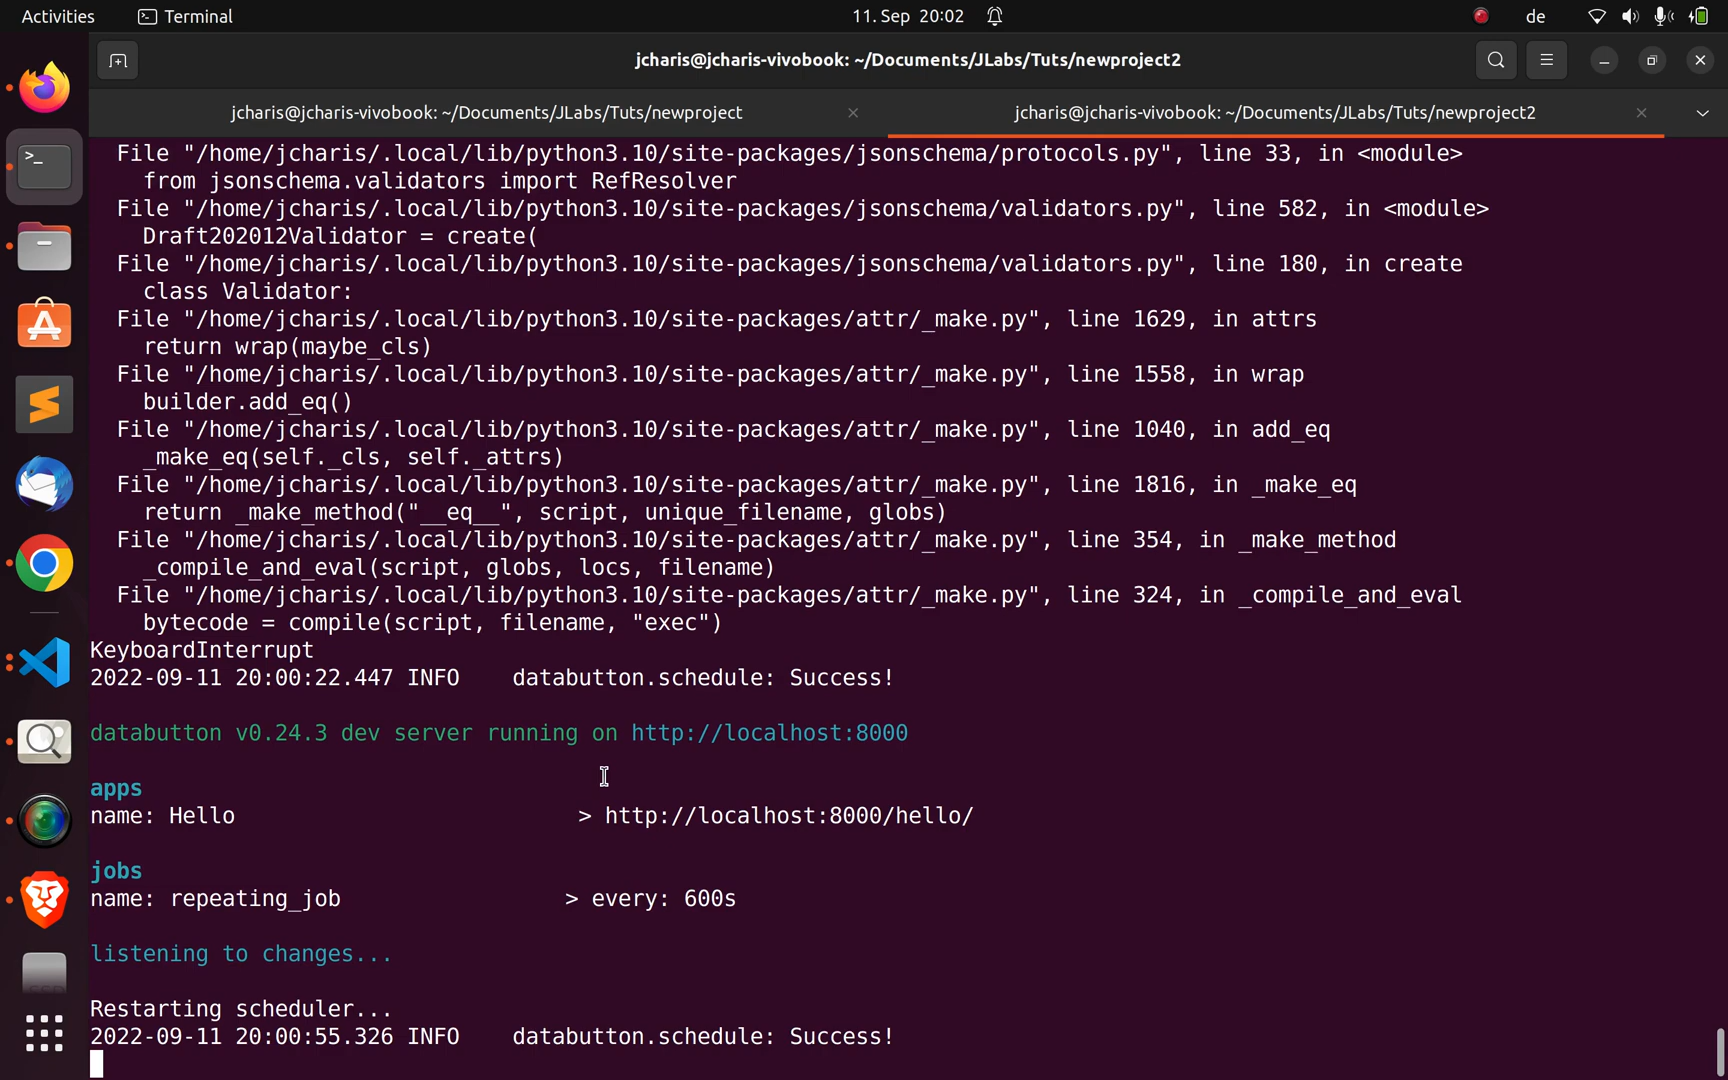 Activities
Terminal
11. Sep 20:02
de
jcharis@jcharis-vivobook: ~/Documents/JLabs/Tuts/newproject2
jcharis@jcharis-vivobook: ~/Documents/JLabs/Tuts/newproject
jcharis@jcharis-vivobook: ~/Documents/JLabs/Tuts/newproject2
File "/home/jcharis/.local/lib/python3.10/site-packages/jsonschema/protocols.py", line 33, in <module>
from jsonschema.validators import RefResolver
File "/home/jcharis/.local/lib/python3.10/site-packages/jsonschema/validators.py", line 582, in <module>
Draft202012Validator = create(
File "/home/jcharis/.local/lib/python3.10/site-packages/jsonschema/validators.py", line 180, in create
class Validator:
File "/home/jcharis/.local/lib/python3.10/site-packages/attr/_make.py", line 1629, in attrs
return wrap(maybe_cls)
File "/home/jcharis/.local/lib/python3.10/site-packages/attr/_make.py", line 1558, in wrap
builder.add_eq()
File "/home/jcharis/.local/lib/python3.10/site-packages/attr/_make.py", line 1040, in add_eq
_make_eq(self._cls, self._attrs)
File "/home/jcharis/.local/lib/python3.10/site-packages/attr/_make.py", line 1816, in _make_eq
return _make_method("__eq__", script, unique_filename, globs)
File "/home/jcharis/.local/lib/python3.10/site-packages/attr/_make.py", line 354, in _make_method
_compile_and_eval(script, globs, locs, filename)
File "/home/jcharis/.local/lib/python3.10/site-packages/attr/_make.py", line 324, in _compile_and_eval
bytecode = compile(script, filename, "exec")
KeyboardInterrupt
2022-09-11 20:00:22.447 INFO    databutton.schedule: Success!
databutton v0.24.3 dev server running on http://localhost:8000
apps
name: Hello                          > http://localhost:8000/hello/
jobs
name: repeating_job                 > every: 600s
listening to changes...
Restarting scheduler...
2022-09-11 20:00:55.326 INFO    databutton.schedule: Success!